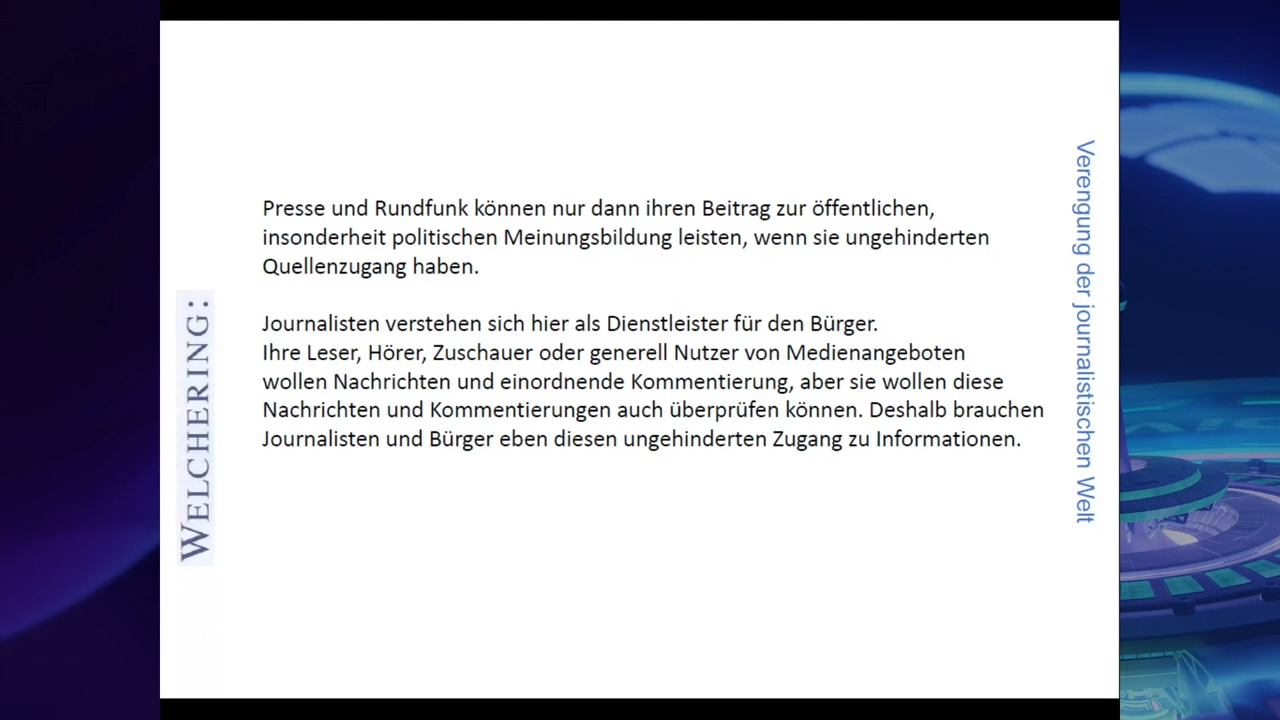 WELCHERING:
Presse und Rundfunk können nur dann ihren Beitrag zur öffentlichen,
insonderheit politischen Meinungsbildung leisten, wenn sie ungehinderten
Quellenzugang haben.
Journalisten verstehen sich hier als Dienstleister für den Bürger.
Ihre Leser, Hörer, Zuschauer oder generell Nutzer von Medienangeboten
wollen Nachrichten und einordnende Kommentierung, aber sie wollen diese
Nachrichten und Kommentierungen auch überprüfen können. Deshalb brauchen
Journalisten und Bürger eben diesen ungehinderten Zugang zu Informationen.
Verengung der journalistischen Welt